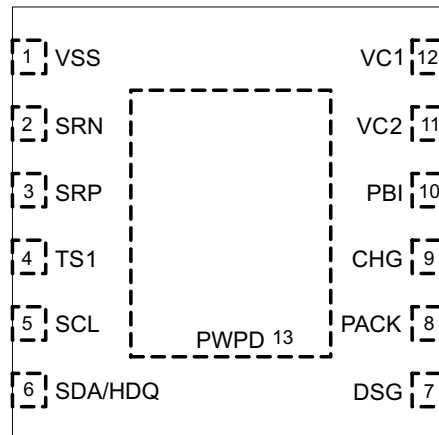 1 VSS
2 SRN
3 SRP
4 TS1
5 SCL
6 SDA/HDQ
PWPD 13
VC1 12
VC2 11
PBI 10
CHG 9
PACK 8
DSG 7